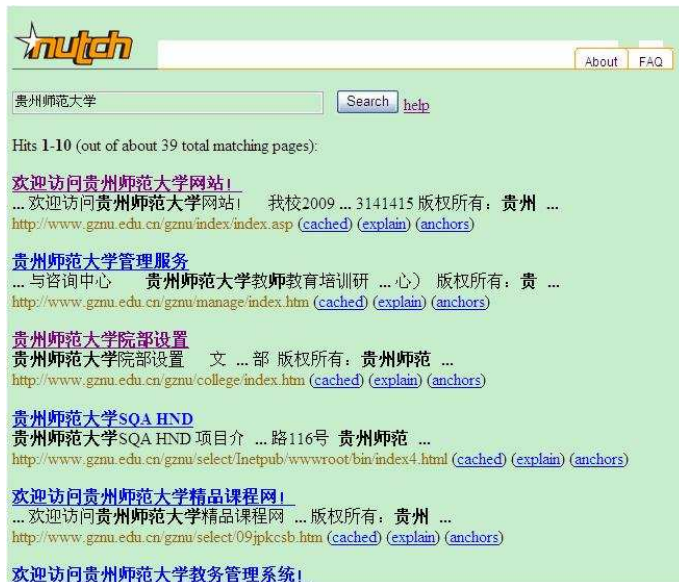 nutch
About FAQ
贵州师范大学 Search help
Hits 1-10 (out of about 39 total matching pages):
欢迎访问贵州师范大学网站！
... 欢迎访问贵州师范大学网站！ 我校2009 ... 3141415 版权所有：贵州 ...
http://www.gznu.edu.cn/gznu/index/index.asp (cached) (explain) (anchors)
贵州师范大学管理服务
... 与咨询中心 贵州师范大学教师教育培训研 ... 心） 版权所有：贵 ...
http://www.gznu.edu.cn/gznu/manage/index.htm (cached) (explain) (anchors)
贵州师范大学院部设置
贵州师范大学院部设置 文 ... 部 版权所有：贵州师范 ...
http://www.gznu.edu.cn/gznu/college/index.htm (cached) (explain) (anchors)
贵州师范大学SQA HND
贵州师范大学SQA HND 项目介 ... 路116号 贵州师范 ...
http://www.gznu.edu.cn/gznu/select/Inetpub/wwwroot/bin/index4.html (cached) (explain) (anchors)
欢迎访问贵州师范大学精品课程网！
... 欢迎访问贵州师范大学精品课程网 ... 版权所有：贵州 ...
http://www.gznu.edu.cn/gznu/select/09jpkcsb.htm (cached) (explain) (anchors)
欢迎访问贵州师范大学教务管理系统！